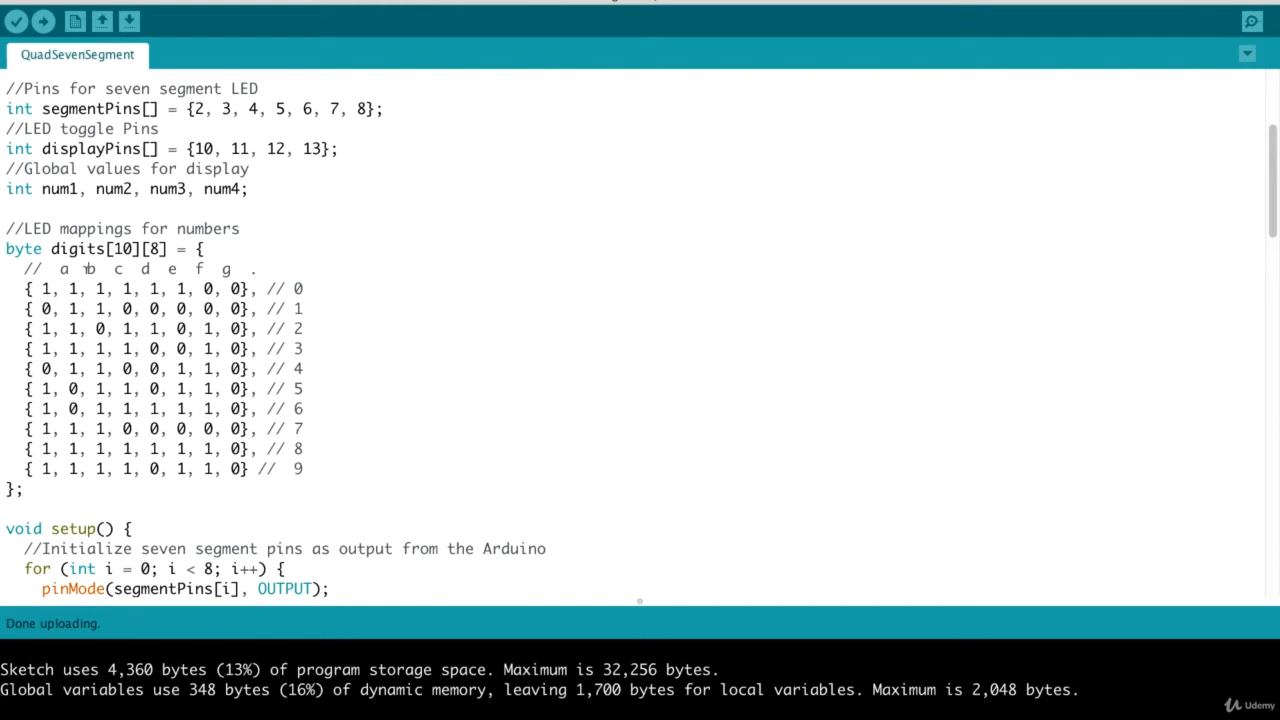 QuadSevenSegment
//Pins for seven segment LED
int segmentPins[] = {2, 3, 4, 5, 6, 7, 8};
//LED toggle Pins
int displayPins[] = {10, 11, 12, 13};
//Global values for display
int num1, num2, num3, num4;
//LED mappings for numbers
byte digits[10][8] = {
// a b c d e f g .
{ 1, 1, 1, 1, 1, 1, 0, 0}, // 0
{ 0, 1, 1, 0, 0, 0, 0, 0}, // 1
{ 1, 1, 0, 1, 1, 0, 1, 0}, // 2
{ 1, 1, 1, 1, 0, 0, 1, 0}, // 3
{ 0, 1, 1, 0, 0, 1, 1, 0}, // 4
{ 1, 0, 1, 1, 0, 1, 1, 0}, // 5
{ 1, 0, 1, 1, 1, 1, 1, 0}, // 6
{ 1, 1, 1, 0, 0, 0, 0, 0}, // 7
{ 1, 1, 1, 1, 1, 1, 1, 0}, // 8
{ 1, 1, 1, 1, 0, 1, 1, 0} // 9
};
void setup() {
//Initialize seven segment pins as output from the Arduino
for (int i = 0; i < 8; i++) {
pinMode(segmentPins[i], OUTPUT);
Done uploading.
Sketch uses 4,360 bytes (13%) of program storage space. Maximum is 32,256 bytes.
Global variables use 348 bytes (16%) of dynamic memory, leaving 1,700 bytes for local variables. Maximum is 2,048 bytes.
Udemy